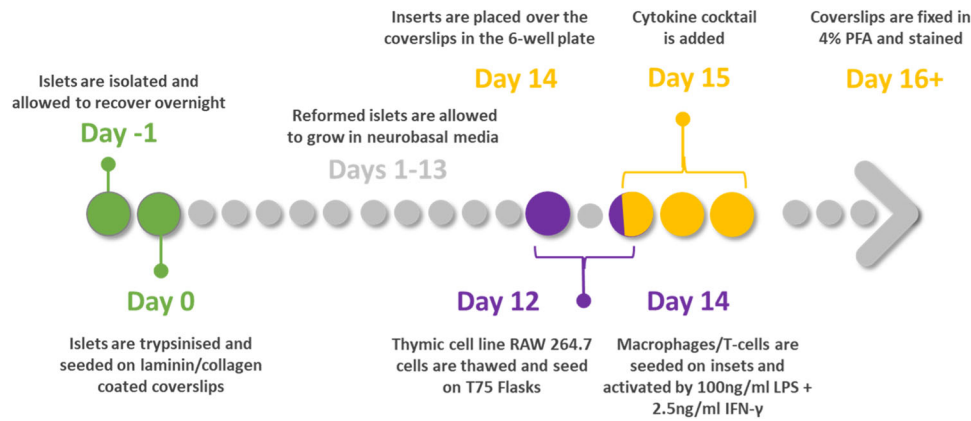 Islets are isolated and
allowed to recover overnight
Day -1
Reformed islets are allowed
to grow in neurobasal media
Days 1-13
Inserts are placed over the
coverslips in the 6-well plate
Day 14
Cytokine cocktail
is added
Day 15
Coverslips are fixed in
4% PFA and stained
Day 16+
Day 0
Islets are trypsinised and
seeded on laminin/collagen
coated coverslips
Day 12
Thymic cell line RAW 264.7
cells are thawed and seed
on T75 Flasks
Day 14
Macrophages/T-cells are
seeded on insets and
activated by 100ng/ml LPS +
2.5ng/ml IFN-γ